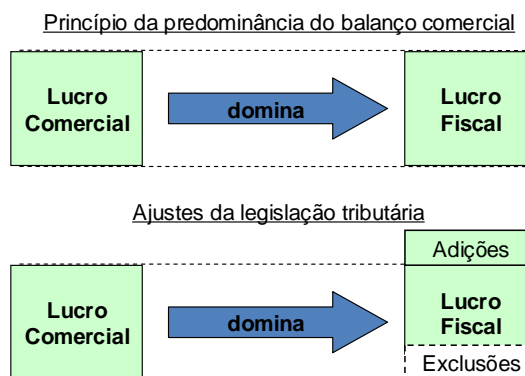 Princípio da predominância do balanço comercial
Lucro
Comercial
domina
Lucro
Fiscal
Ajustes da legislação tributária
Adições
Lucro
Comercial
domina
Lucro
Fiscal
Exclusões